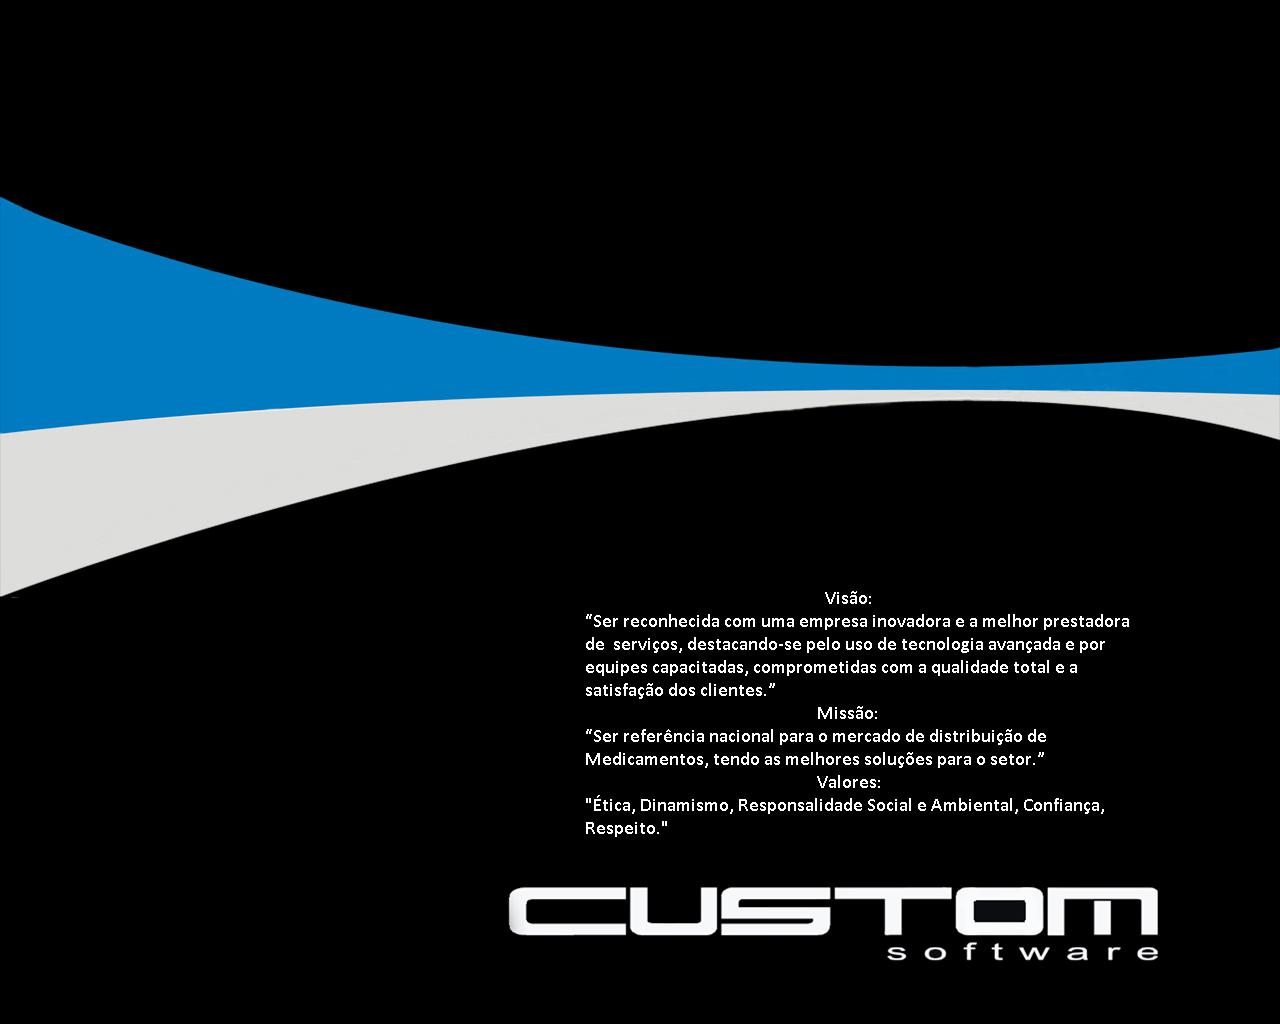 Visão:
“Ser reconhecida com uma empresa inovadora e a melhor prestadora
de  serviços, destacando-se pelo uso de tecnologia avançada e por
equipes capacitadas, comprometidas com a qualidade total e a
satisfação dos clientes.”
Missão:
“Ser referência nacional para o mercado de distribuição de
Medicamentos, tendo as melhores soluções para o setor.”
Valores:
"Ética, Dinamismo, Responsalidade Social e Ambiental, Confiança,
Respeito."
CUSTOM
software